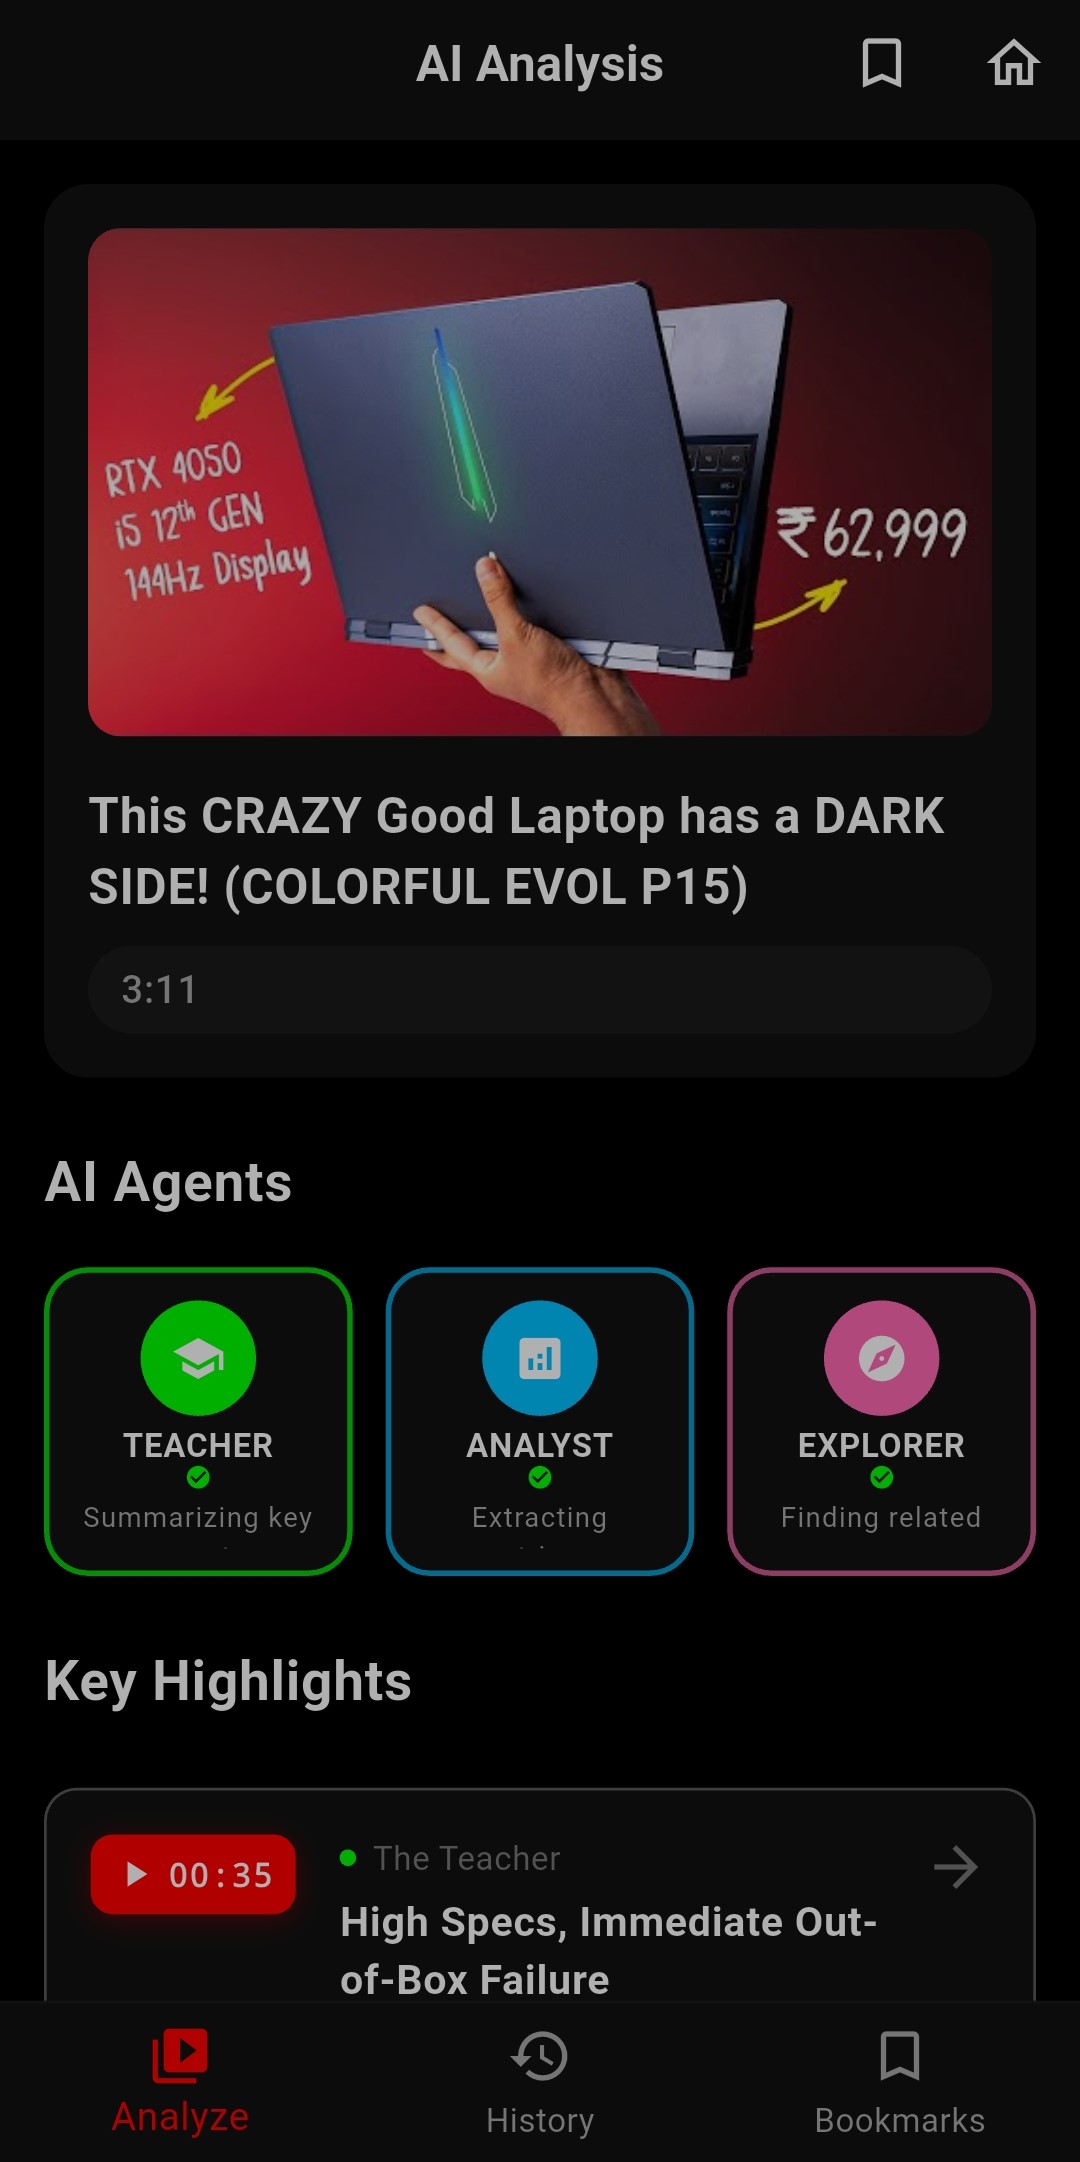 AI Analysis
RTX 4050
i5 12th GEN
144Hz Display
₹62,999
This CRAZY Good Laptop has a DARK
SIDE! (COLORFUL EVOL P15)
3:11
AI Agents
TEACHER
Summarizing key
ANALYST
Extracting
EXPLORER
Finding related
Key Highlights
00:35
The Teacher
High Specs, Immediate Out-
of-Box Failure
Analyze
History
Bookmarks